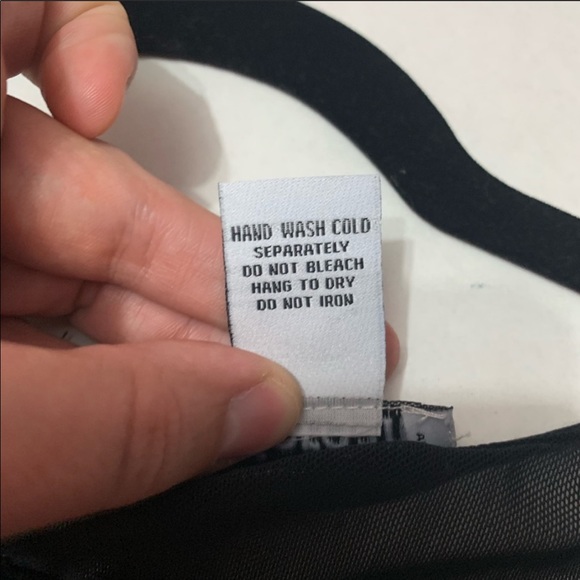 HAND WASH COLD
SEPARATELY
DO NOT BLEACH
HANG TO DRY
DO NOT IRON